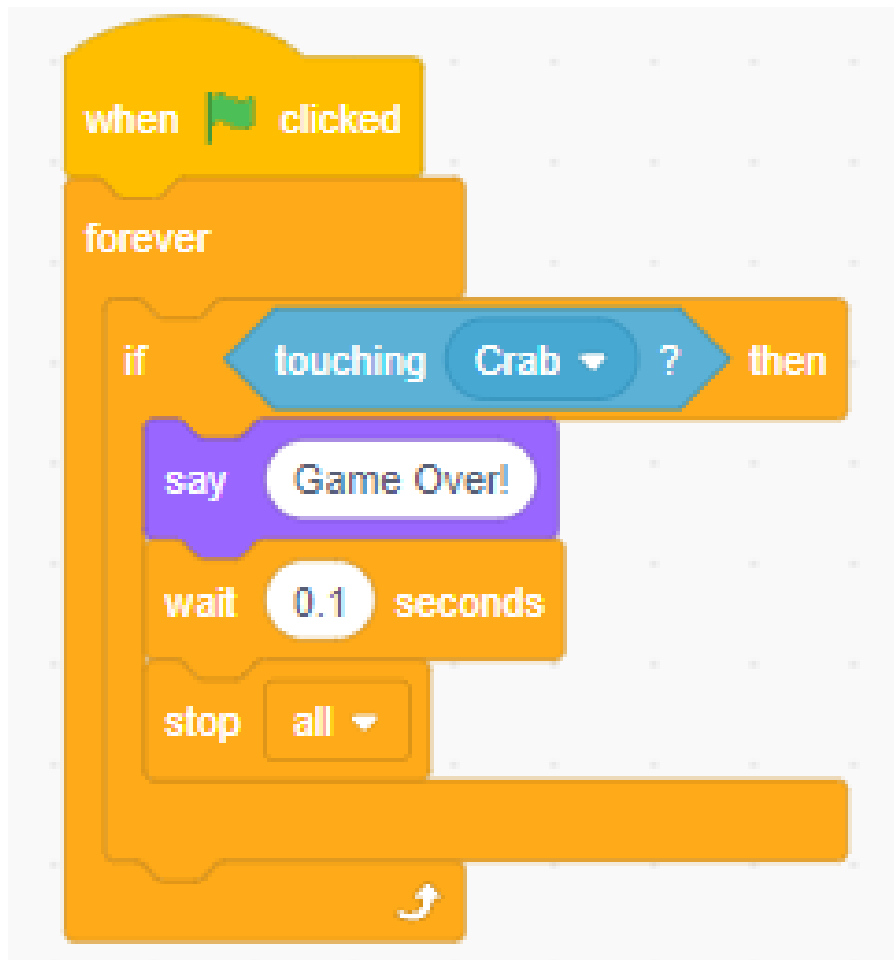 when clicked
forever
if touching Crab ? then
say Game Over!
wait 0.1 seconds
stop all